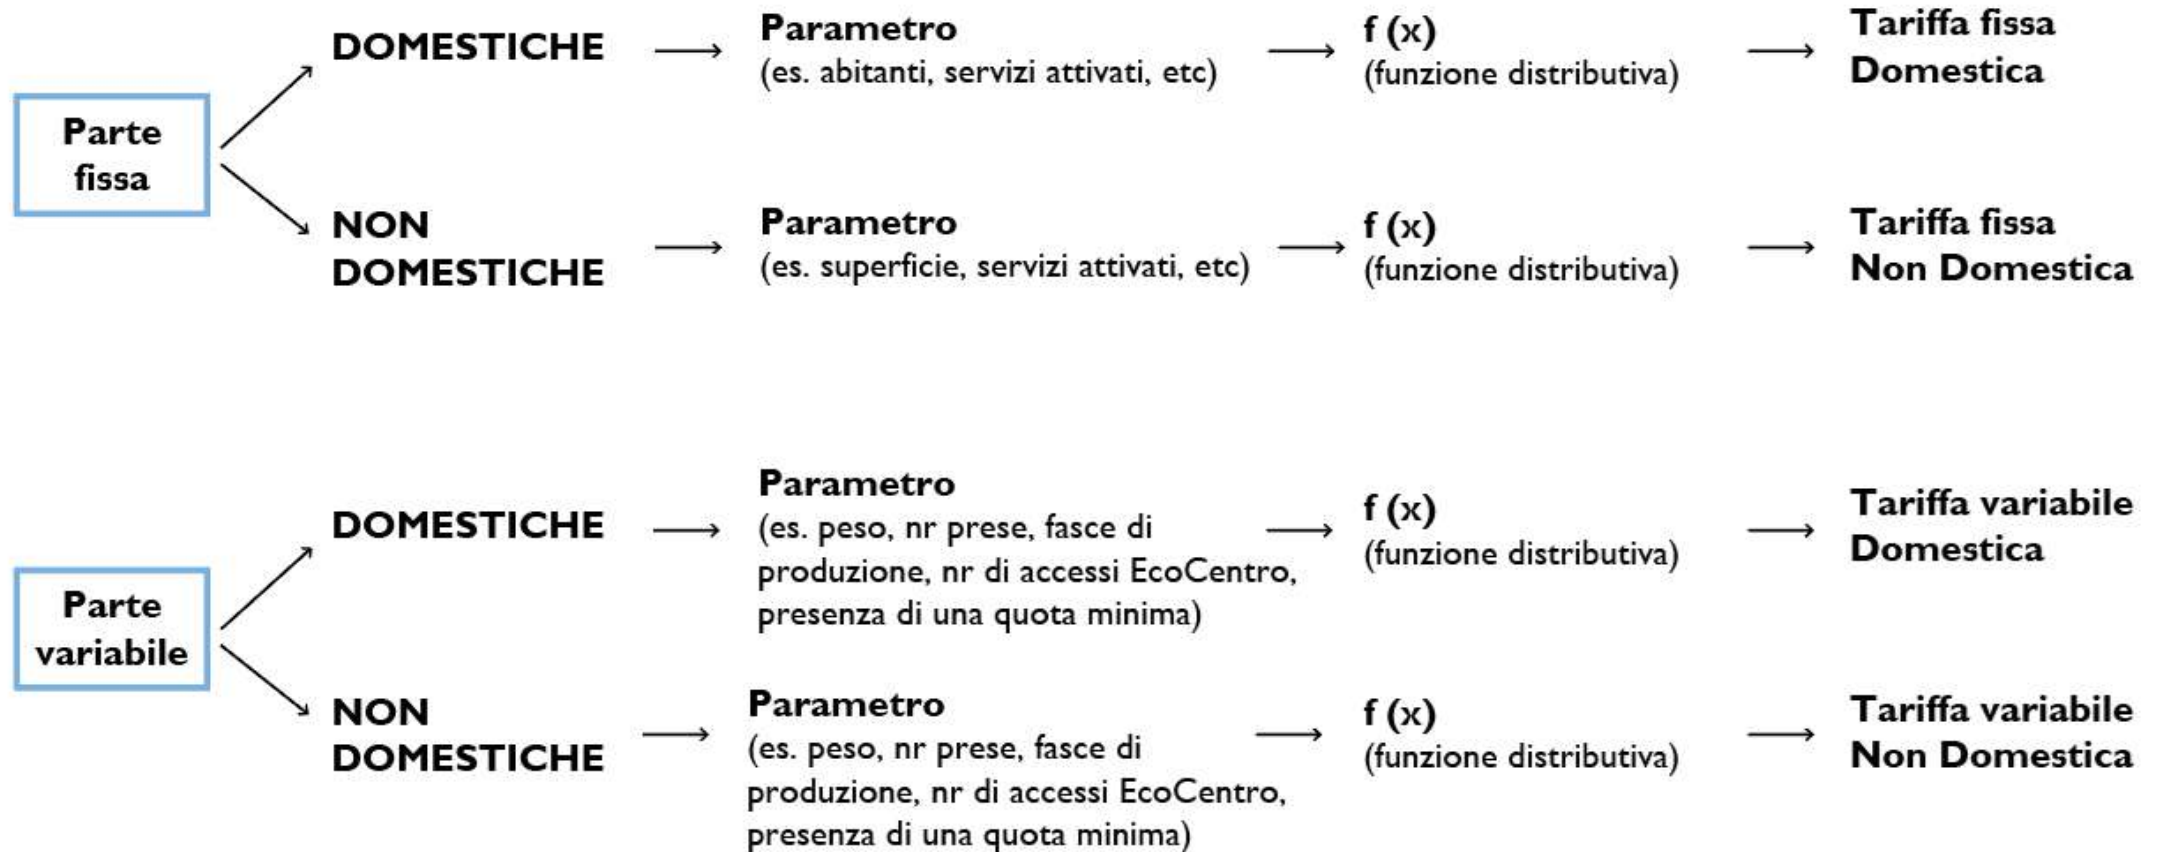 Parte
fissa
DOMESTICHE
Parametro
(es. abitanti, servizi attivati, etc)
f (x)
(funzione distributiva)
Tariffa fissa
Domestica
NON
DOMESTICHE
Parametro
(es. superficie, servizi attivati, etc)
f (x)
(funzione distributiva)
Tariffa fissa
Non Domestica
Parte
variabile
DOMESTICHE
Parametro
(es. peso, nr prese, fasce di
produzione, nr di accessi EcoCentro,
presenza di una quota minima)
f (x)
(funzione distributiva)
Tariffa variabile
Domestica
NON
DOMESTICHE
Parametro
(es. peso, nr prese, fasce di
produzione, nr di accessi EcoCentro,
presenza di una quota minima)
f (x)
(funzione distributiva)
Tariffa variabile
Non Domestica